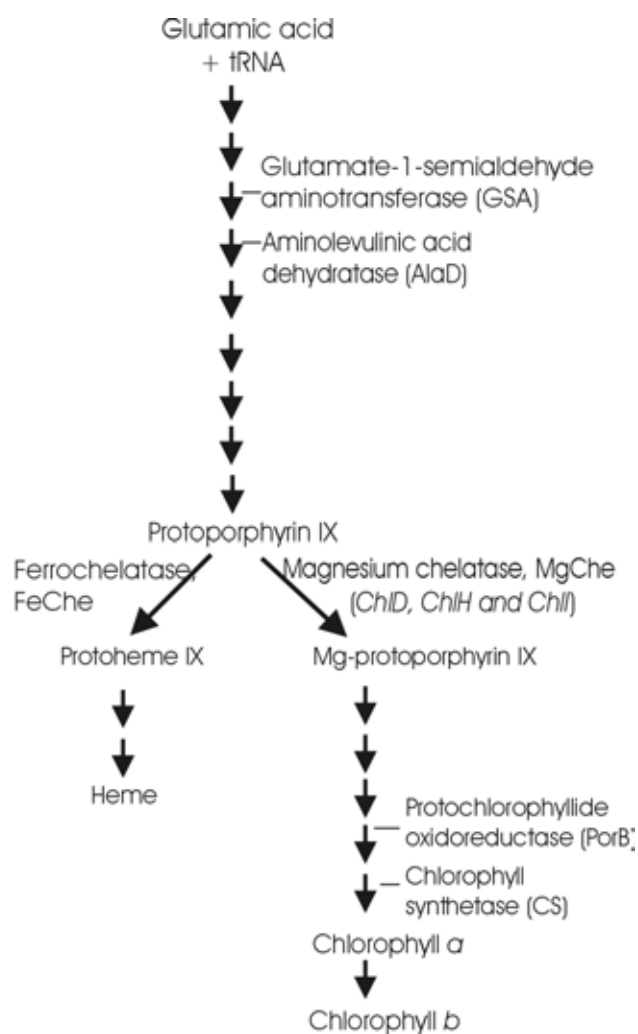 Glutamic acid
+ tRNA
Glutamate-1-semialdehyde
aminotransferase (GSA)
Aminolevulinic acid
dehydratase (AlaD)
Protoporphyrin IX
Ferrochelatase,
FeChe
Magnesium chelatase, MgChe
(ChlD, ChlH and ChlI)
Protoheme IX
Mg-protoporphyrin IX
Heme
Protochlorophyllide
oxidoreductase (PorB)
Chlorophyll
synthetase (CS)
Chlorophyll a
Chlorophyll b